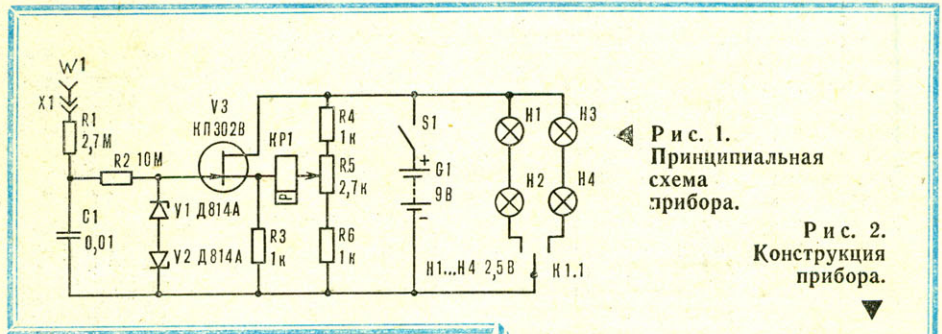 W1
X1
R1
2,7М
R2 10М
C1
0,01
V1 Д814А
V2 Д814А
V3
КП302В
КР1
P
R3
1к
R4
1к
R5
2,7к
R6
1к
S1
+
G1
9В
-
H1
H2
H3
H4
H1...H4 2,5В
К1.1
Рис. 1.
Принципиальная
схема
прибора.
Рис. 2.
Конструкция
прибора.